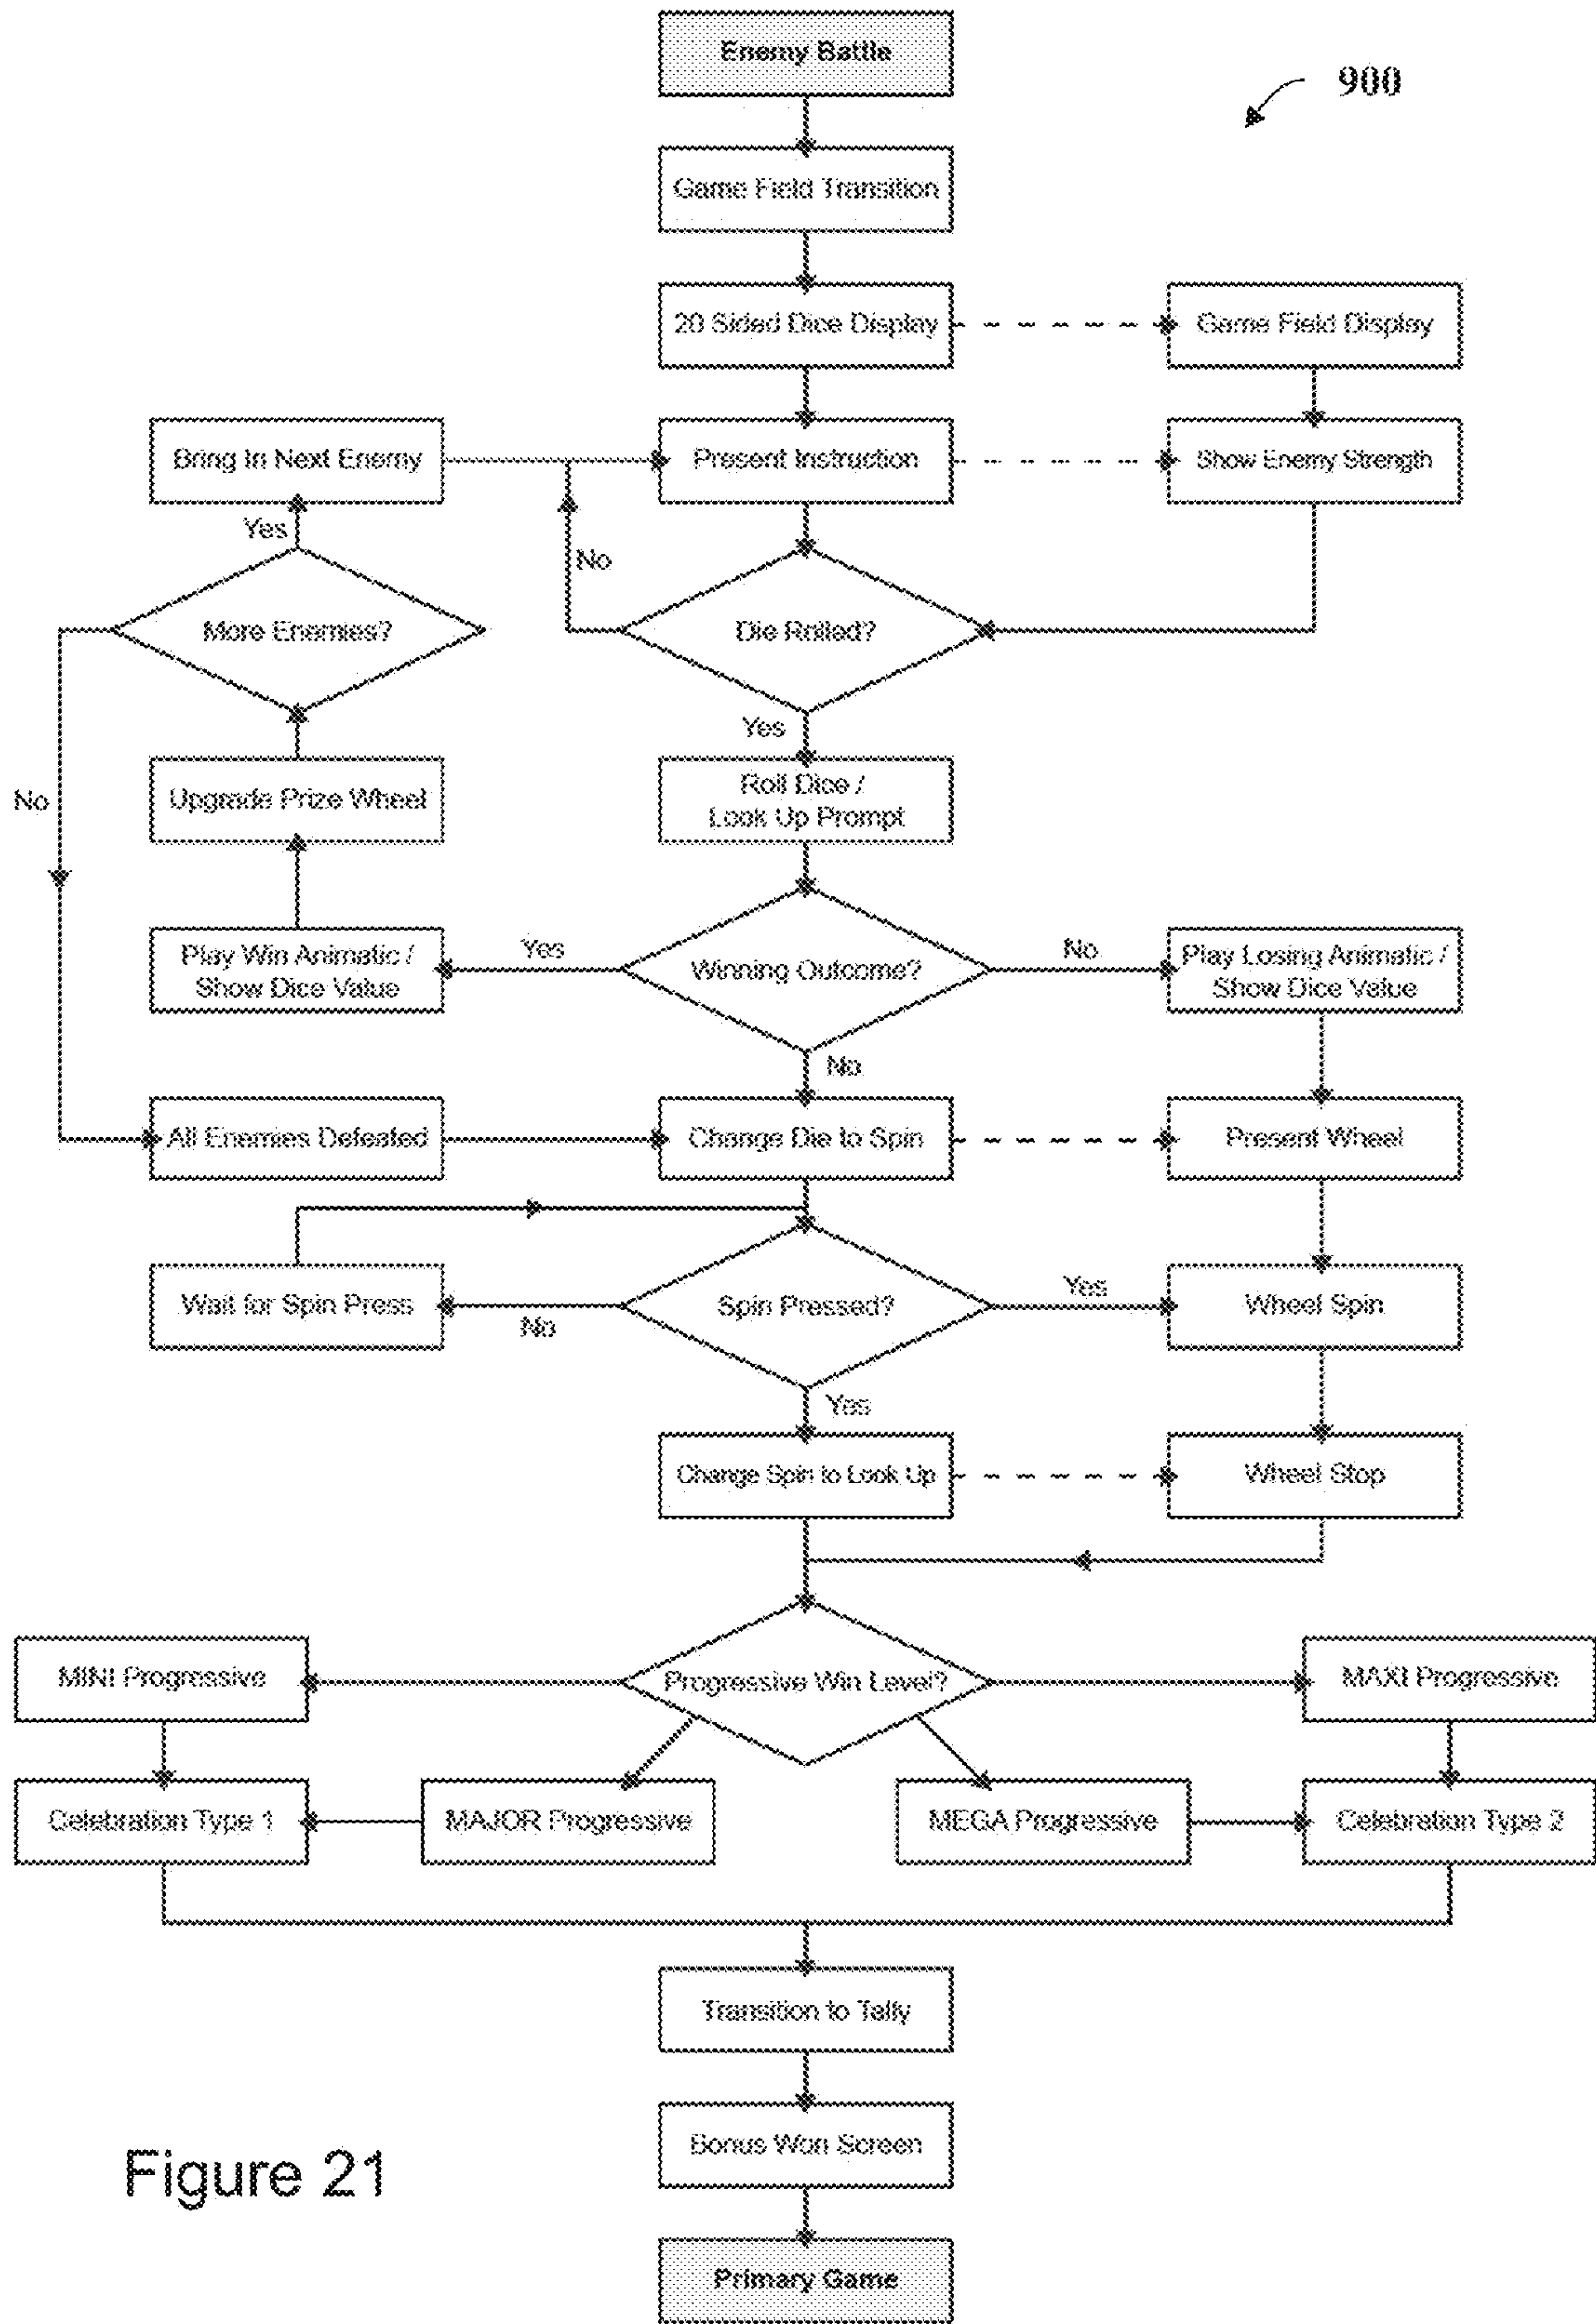 Enemy Battle
900
Game Field Transition
20 Sided Dice Display
Game Field Display
Bring In Next Enemy
Present Instruction
Show Enemy Strength
Yes
No
More Enemies?
Die Rolled?
Yes
No
Upgrade Prize Wheel
Roll Dice /
Look Up Prompt
Play Win Animatic /
Show Dice Value
Yes
Winning Outcome?
No
Play Losing Animatic /
Show Dice Value
No
All Enemies Defeated
Change Die to Spin
Present Wheel
Wait for Spin Press
No
Spin Pressed?
Yes
Wheel Spin
Yes
Change Spin to Look Up
Wheel Stop
MINI Progressive
Progressive Win Level?
MAXI Progressive
Celebration Type 1
MAJOR Progressive
MEGA Progressive
Celebration Type 2
Transition to Tally
Bonus Won Screen
Figure 21
Primary Game